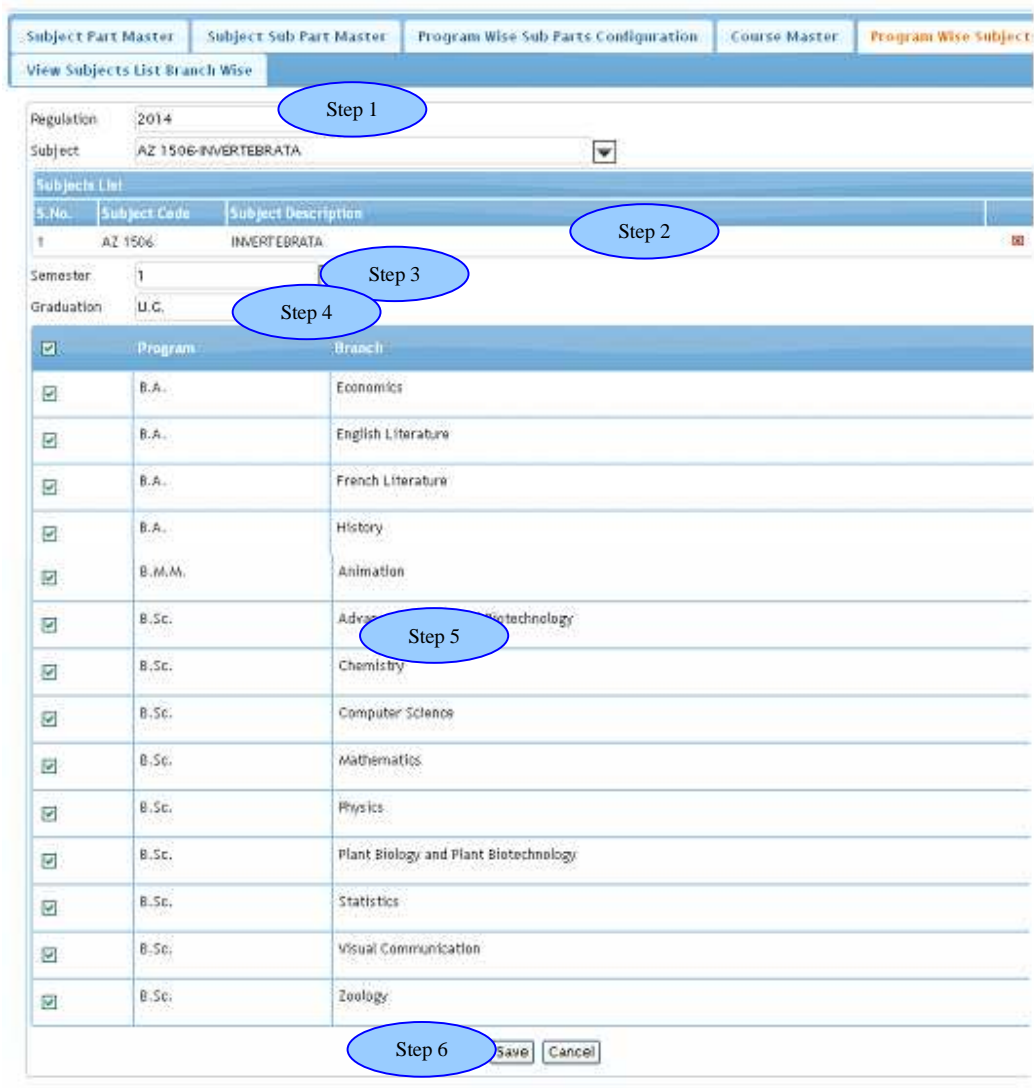 Subject Part Master Subject Sub Part Master Program Wise Sub Parts Configuration Course Master Program Wise Subject
View Subjects List Branch Wise
Regulation 2014 Step 1
Subject AZ 1506-INVERTEBRATA
Subjects List
S.No. Subject Code Subject Description
1 AZ 1506 INVERTEBRATA Step 2
Semester 1 Step 3
Graduation U.G. Step 4
Program Branch
B.A. Economics
B.A. English Literature
B.A. French Literature
B.A. History
B.M.M. Animation
B.Sc. Biotechnology
Step 5
B.Sc. Chemistry
B.Sc. Computer Science
B.Sc. Mathematics
B.Sc. Physics
B.Sc. Plant Biology and Plant Biotechnology
B.Sc. Statistics
B.Sc. Visual Communication
B.Sc. Zoology
Step 6 Save Cancel